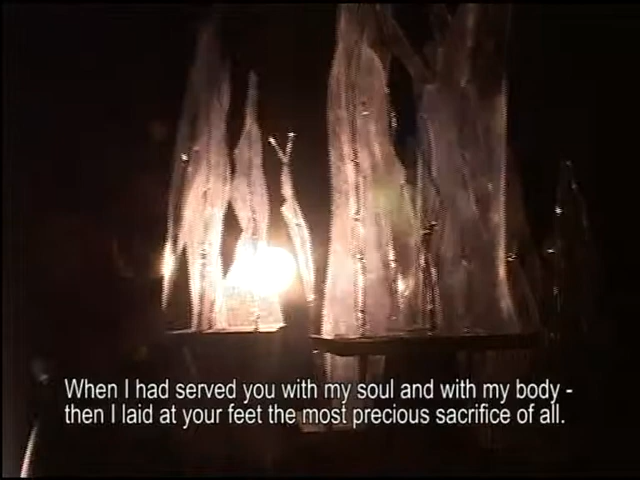 When I had served you with my soul and with my body -
then I laid at your feet the most precious sacrifice of all.